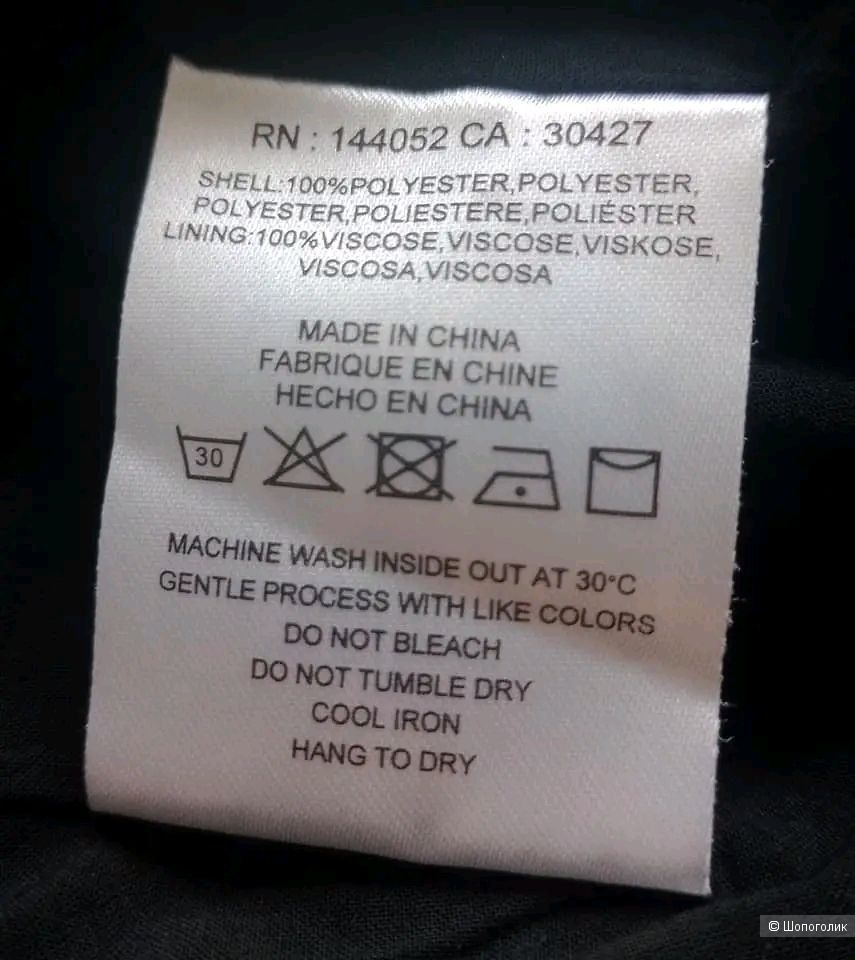 RN : 144052 CA : 30427
SHELL:100%POLYESTER,POLYESTER,
POLYESTER,POLIESTERE,POLIÉSTER
LINING:100%VISCOSE,VISCOSE,VISKOSE,
VISCOSA,VISCOSA
MADE IN CHINA
FABRIQUE EN CHINE
HECHO EN CHINA
30
MACHINE WASH INSIDE OUT AT 30°C
GENTLE PROCESS WITH LIKE COLORS
DO NOT BLEACH
DO NOT TUMBLE DRY
COOL IRON
HANG TO DRY
© Шопоголик